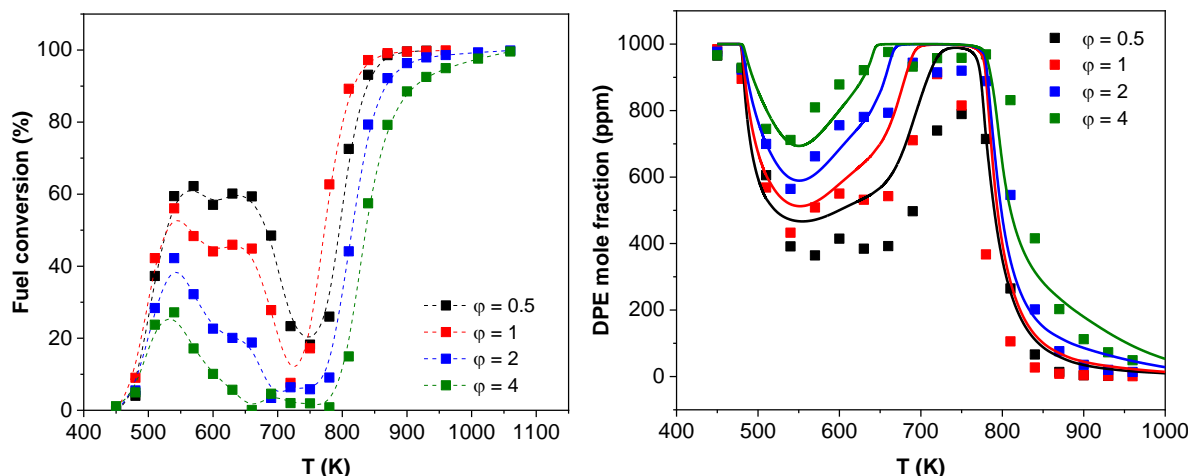 Fuel conversion (%)
100
80
60
40
20
0
400 500 600 700 800 900 1000 1100
T (K)
φ = 0.5
φ = 1
φ = 2
φ = 4
DPE mole fraction (ppm)
1000
800
600
400
200
0
400 500 600 700 800 900 1000
T (K)
φ = 0.5
φ = 1
φ = 2
φ = 4